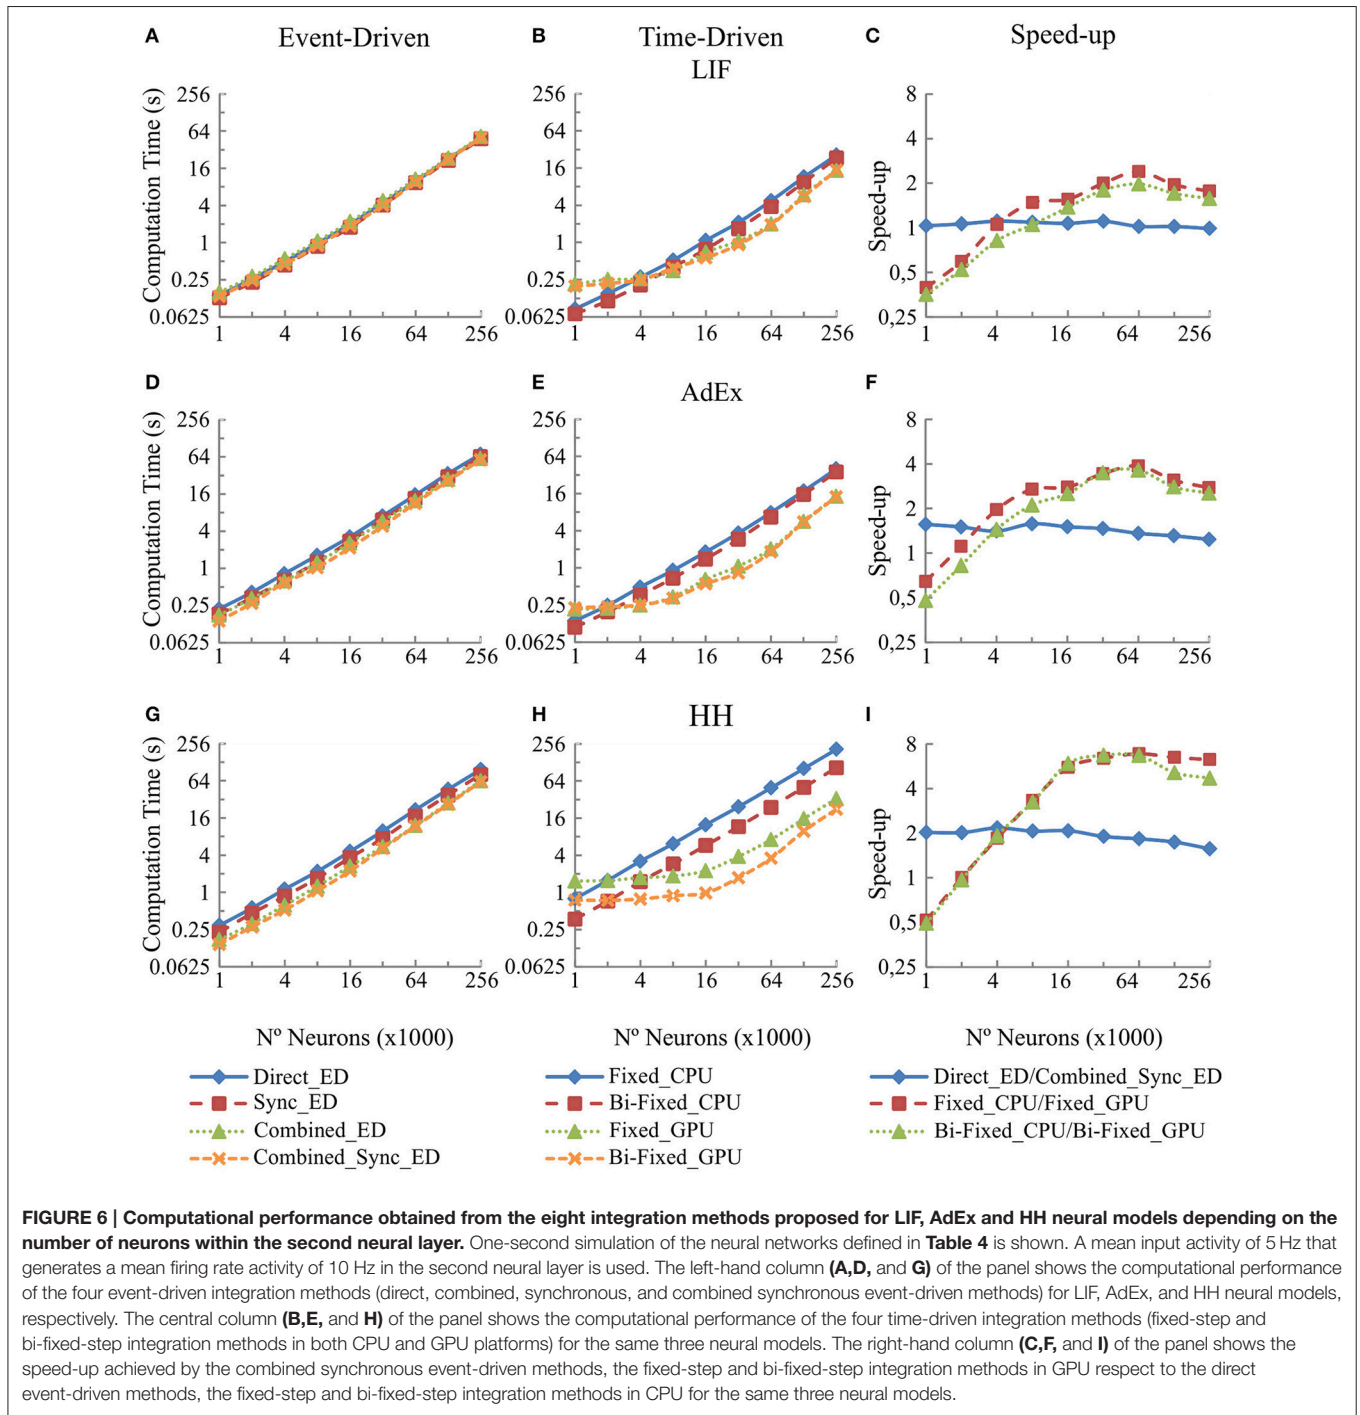 A Event-Driven
B Time-Driven
C Speed-up
LIF
Computation Time (s)
256
64
16
4
1
0.25
0.0625
1 4 16 64 256
256
64
16
4
1
0.25
0.0625
1 4 16 64 256
Speed-up
8
4
2
1
0,5
0,25
1 4 16 64 256
D
E AdEx
F
Computation Time (s)
256
64
16
4
1
0.25
0.0625
1 4 16 64 256
256
64
16
4
1
0.25
0.0625
1 4 16 64 256
Speed-up
8
4
2
1
0,5
0,25
1 4 16 64 256
G
H HH
I
Computation Time (s)
256
64
16
4
1
0.25
0.0625
1 4 16 64 256
256
64
16
4
1
0.25
0.0625
1 4 16 64 256
Speed-up
8
4
2
1
0,5
0,25
1 4 16 64 256
Nº Neurons (x1000)
Direct_ED
Sync_ED
Combined_ED
Combined_Sync_ED
Nº Neurons (x1000)
Fixed_CPU
Bi-Fixed_CPU
Fixed_GPU
Bi-Fixed_GPU
Nº Neurons (x1000)
Direct_ED/Combined_Sync_ED
Fixed_CPU/Fixed_GPU
Bi-Fixed_CPU/Bi-Fixed_GPU
FIGURE 6 | Computational performance obtained from the eight integration methods proposed for LIF, AdEx and HH neural models depending on the
number of neurons within the second neural layer. One-second simulation of the neural networks defined in Table 4 is shown. A mean input activity of 5 Hz that
generates a mean firing rate activity of 10 Hz in the second neural layer is used. The left-hand column (A,D, and G) of the panel shows the computational performance
of the four event-driven integration methods (direct, combined, synchronous, and combined synchronous event-driven methods) for LIF, AdEx, and HH neural models,
respectively. The central column (B,E, and H) of the panel shows the computational performance of the four time-driven integration methods (fixed-step and
bi-fixed-step integration methods in both CPU and GPU platforms) for the same three neural models. The right-hand column (C,F, and I) of the panel shows the
speed-up achieved by the combined synchronous event-driven methods, the fixed-step and bi-fixed-step integration methods in GPU respect to the direct
event-driven methods, the fixed-step and bi-fixed-step integration methods in CPU for the same three neural models.